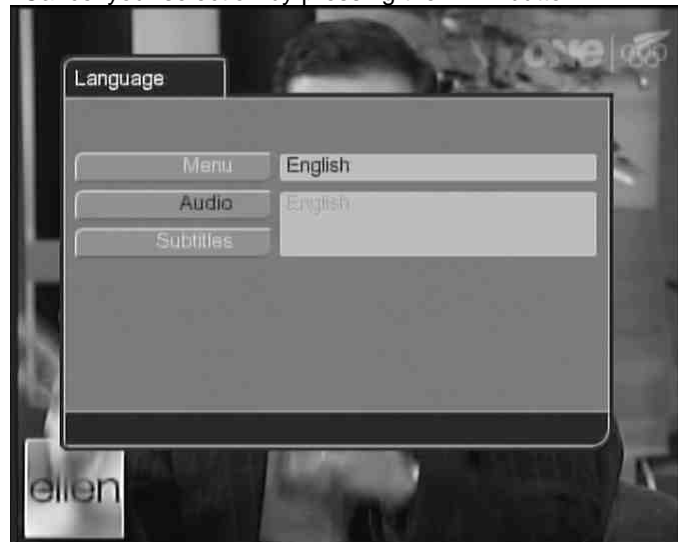 Language
ONE
Menu English
Audio English
Subtitles
ellen